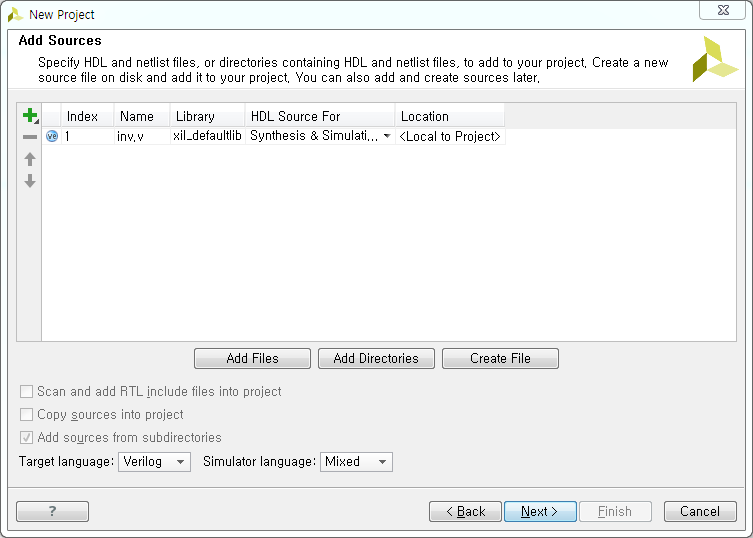 New Project
Add Sources
Specify HDL and netlist files, or directories containing HDL and netlist files, to add to your project. Create a new
source file on disk and add it to your project. You can also add and create sources later.
Index Name Library HDL Source For Location
ve 1 inv.v xil_defaultlib Synthesis & Simulati... <Local to Project>
Add Files Add Directories Create File
Scan and add RTL include files into project
Copy sources into project
Add sources from subdirectories
Target language: Verilog Simulator language: Mixed
? < Back Next > Finish Cancel